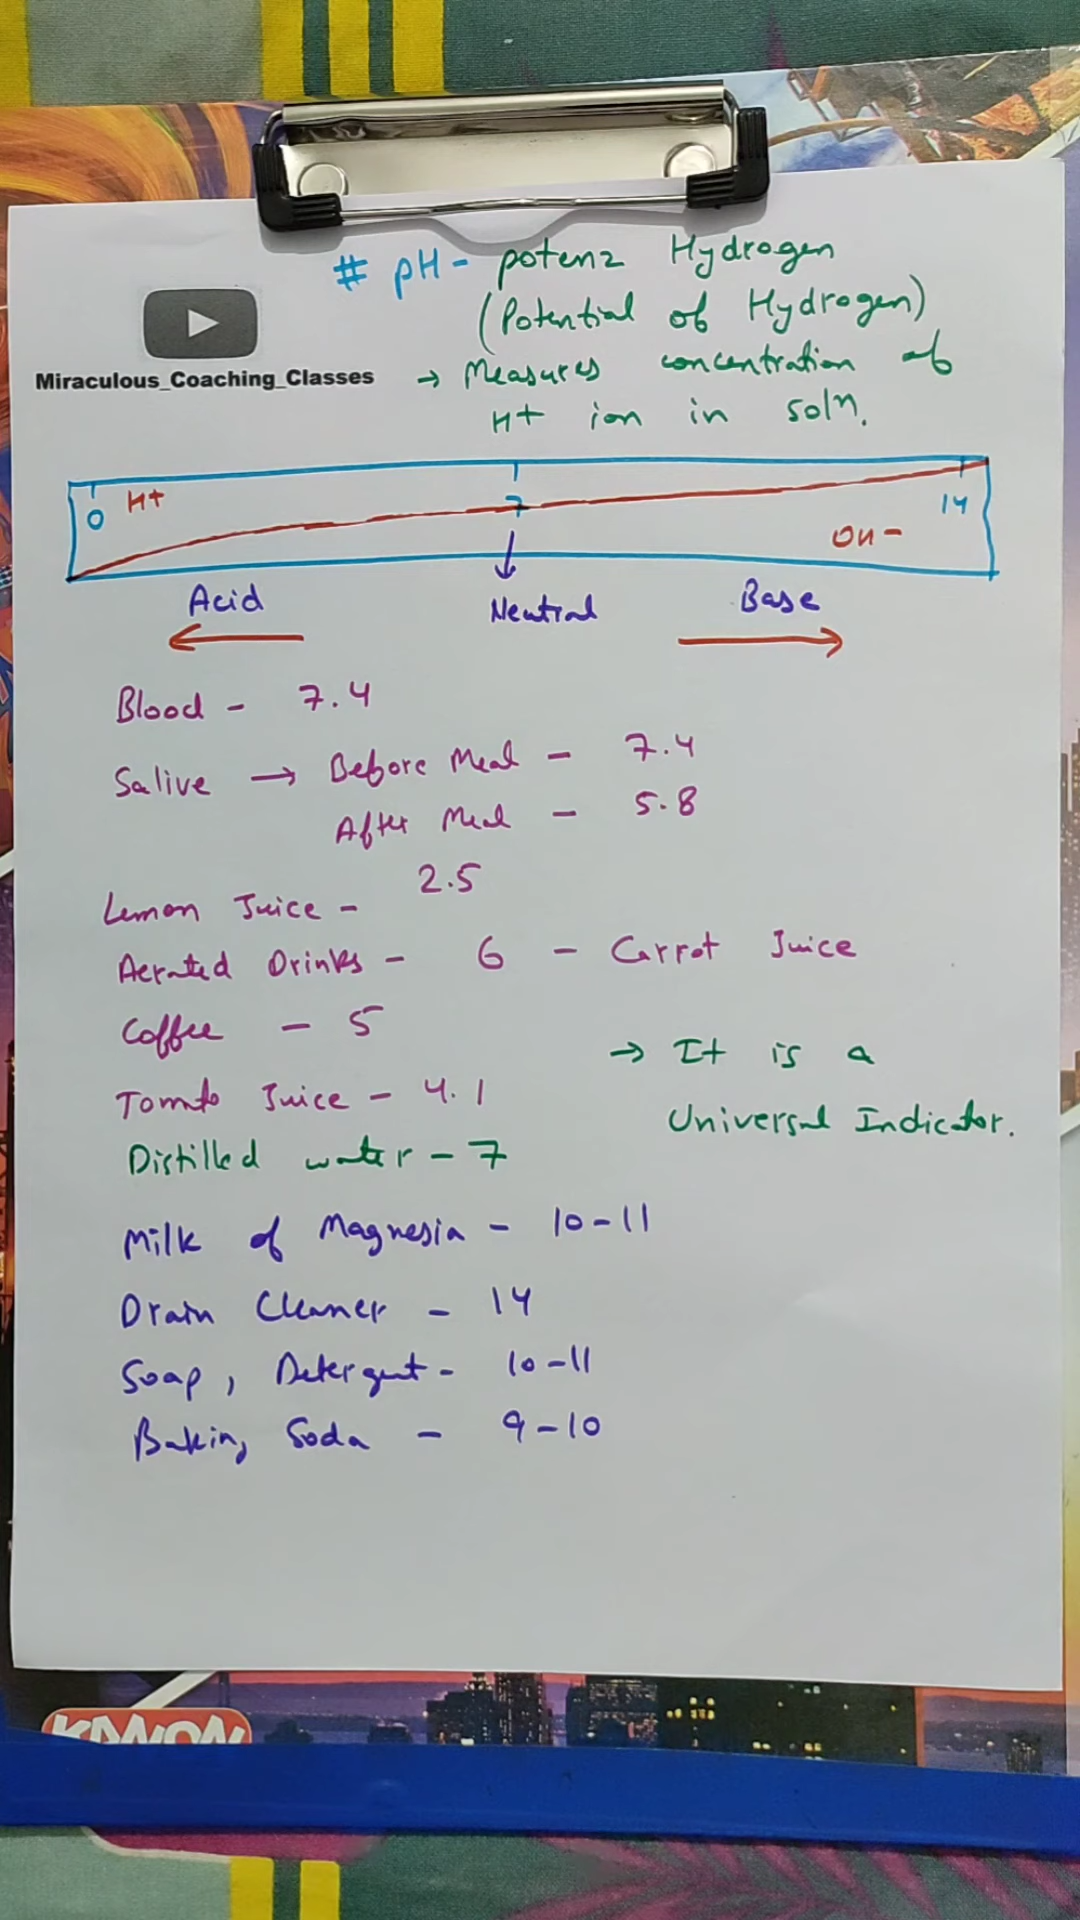 # pH - potenz Hydrogen
(Potential of Hydrogen)
Miraculous_Coaching_Classes
→ Measures concentration of
H+ ion in soln.
0 H+ 7 14
OH-
Acid Neutral Base
Blood - 7.4
Salive → Before Meal - 7.4
After Meal - 5.8
Lemon Juice - 2.5
Aerated Drinks - 6 - Carrot Juice
Coffee - 5
→ It is a
Tomato Juice - 4.1
Universal Indicator.
Distilled water - 7
Milk of Magnesia - 10-11
Drain Cleaner - 14
Soap, Detergent - 10-11
Baking Soda - 9-10
KANON